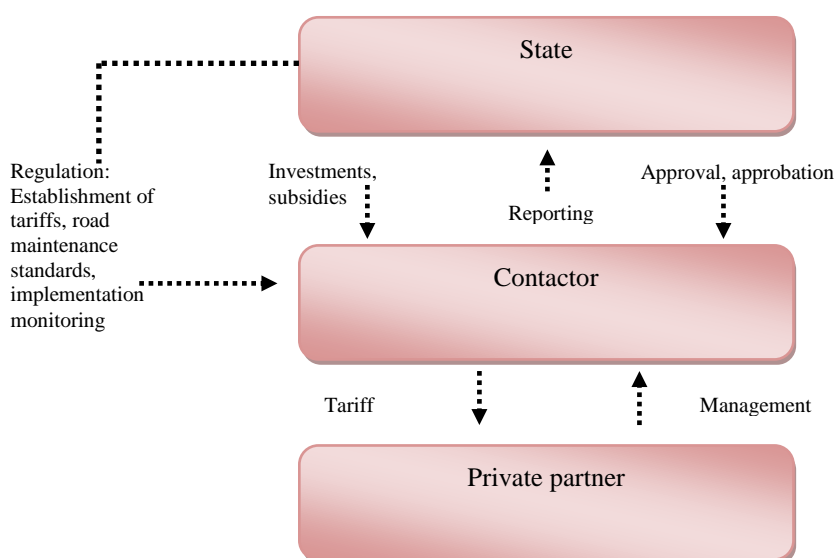 State
Regulation:
Establishment of
tariffs, road
maintenance
standards,
implementation
monitoring
Investments,
subsidies
Reporting
Approval, approbation
Contactor
Tariff
Management
Private partner